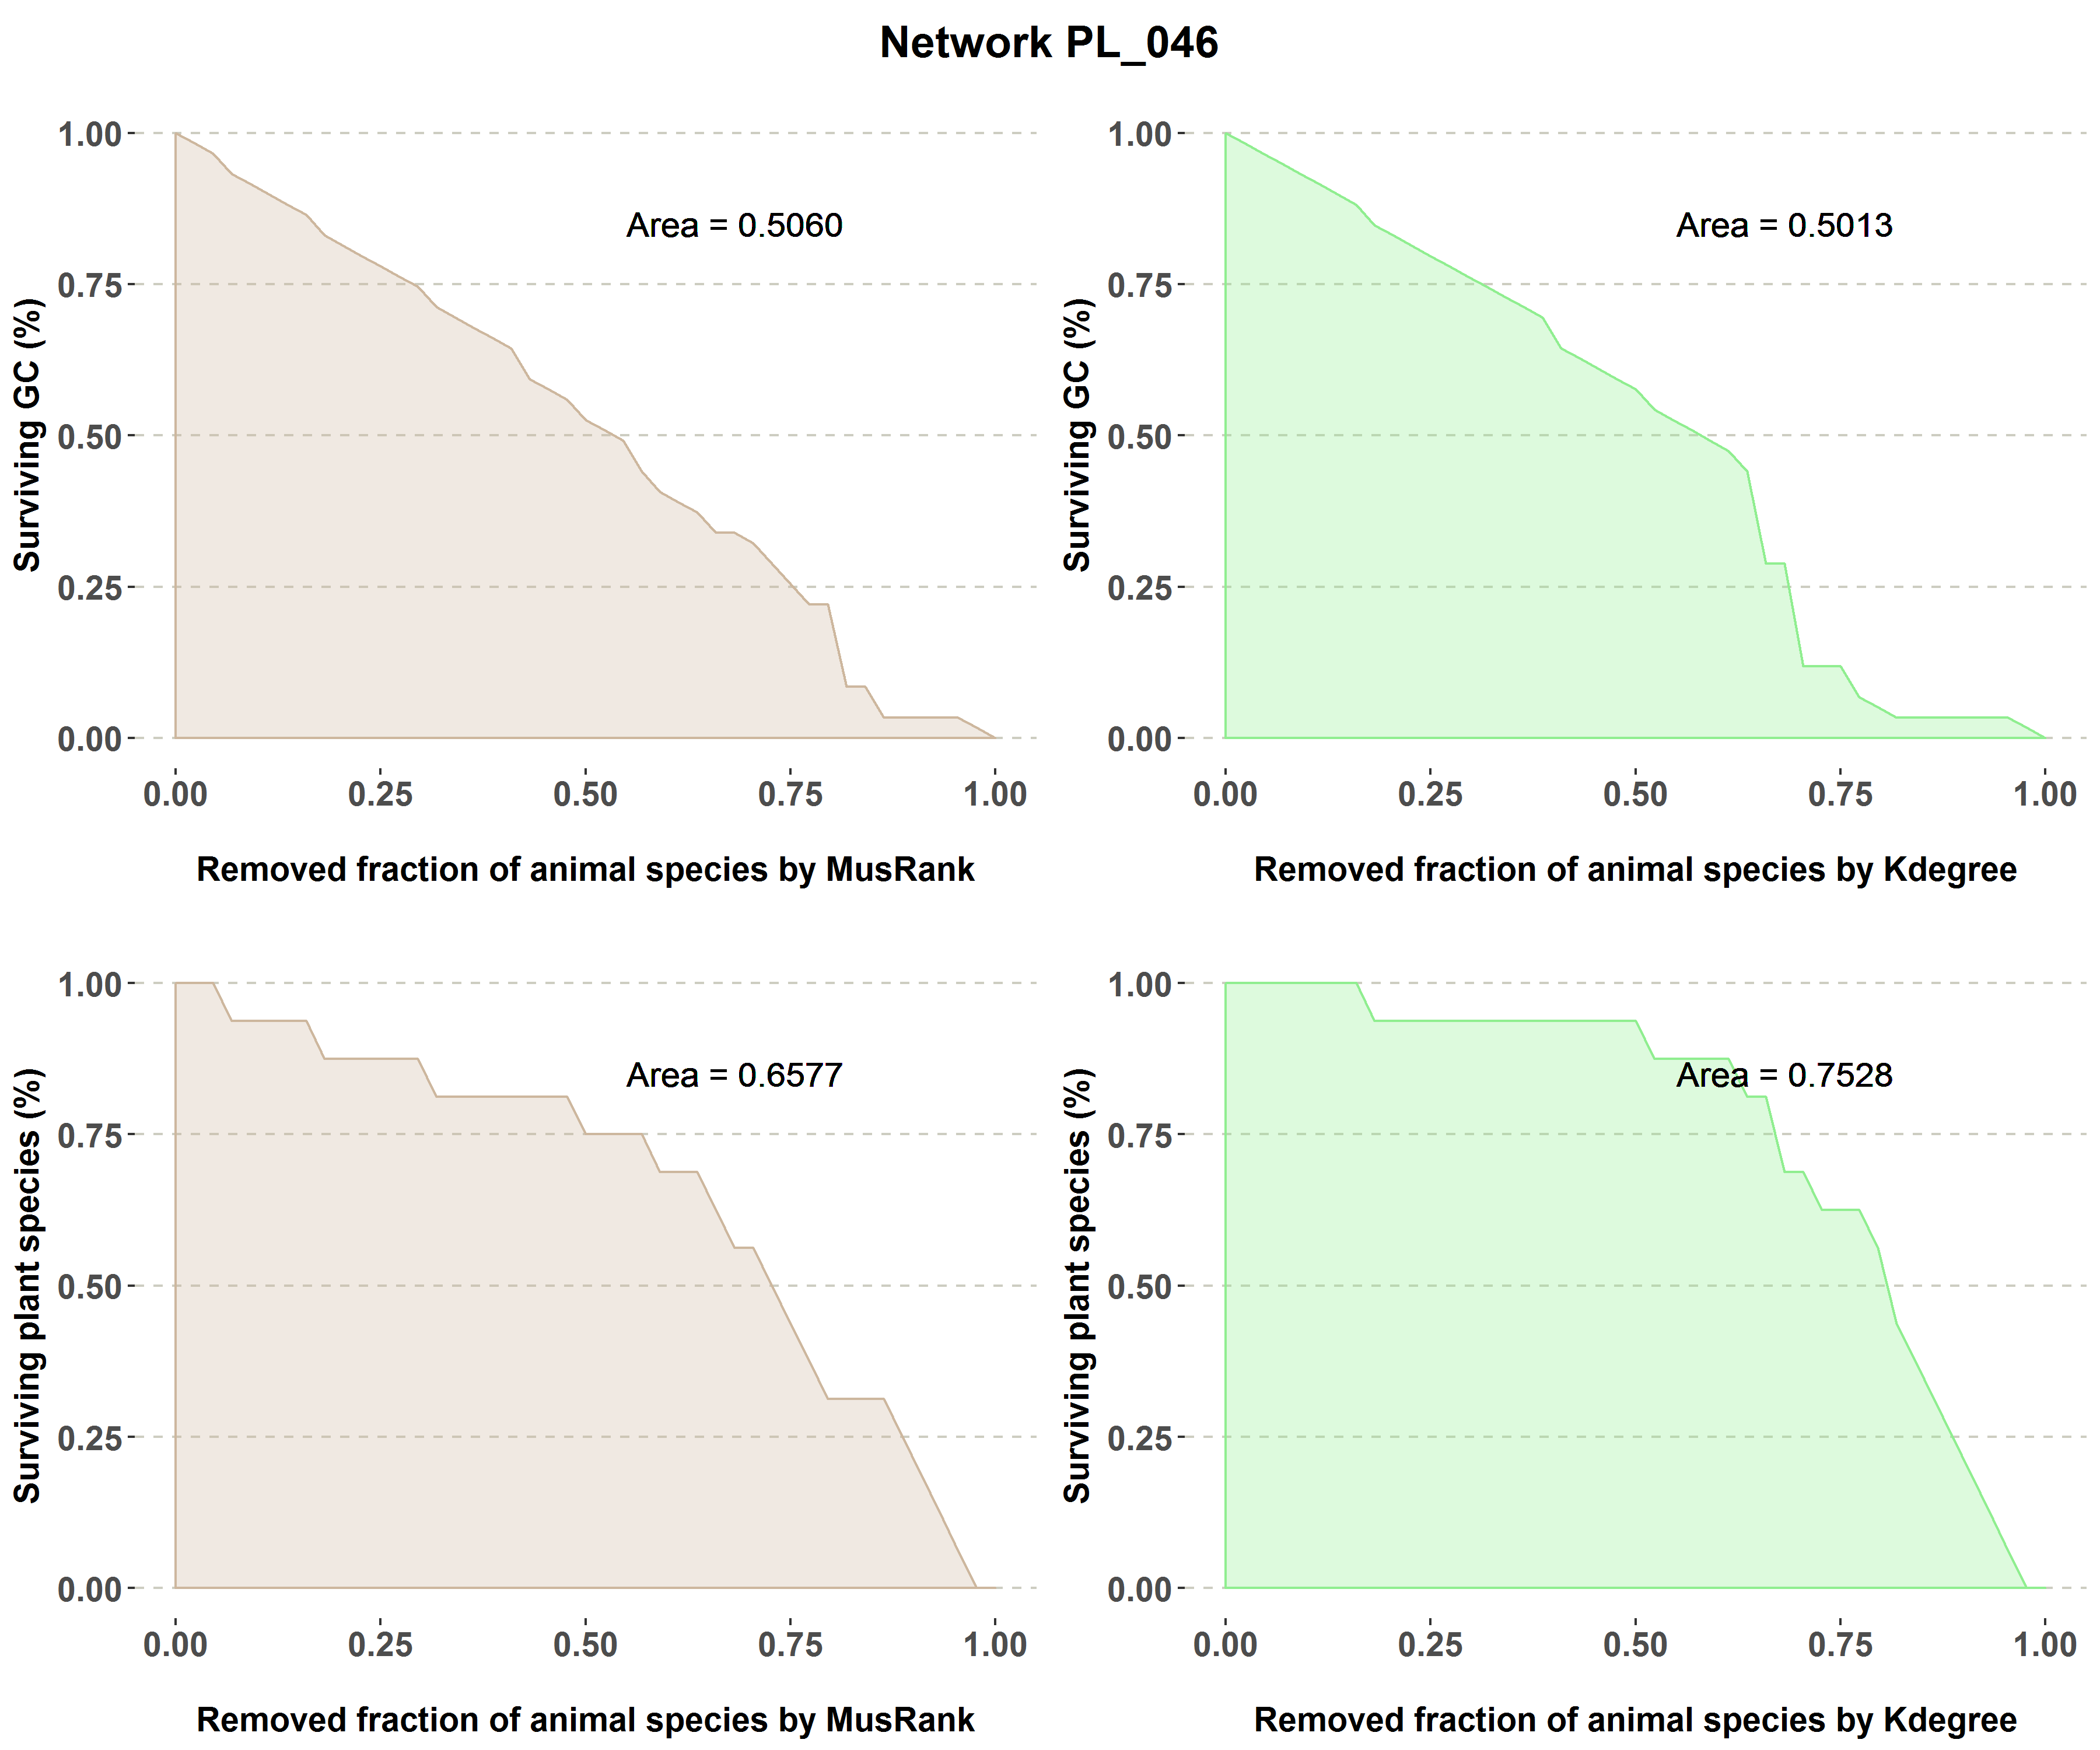 Network PL_046
Surviving GC (%)
1.00
0.75
0.50
0.25
0.00
Area = 0.5060
0.00 0.25 0.50 0.75 1.00
Removed fraction of animal species by MusRank
Surviving GC (%)
1.00
0.75
0.50
0.25
0.00
Area = 0.5013
0.00 0.25 0.50 0.75 1.00
Removed fraction of animal species by Kdegree
Surviving plant species (%)
1.00
0.75
0.50
0.25
0.00
Area = 0.6577
0.00 0.25 0.50 0.75 1.00
Removed fraction of animal species by MusRank
Surviving plant species (%)
1.00
0.75
0.50
0.25
0.00
Area = 0.7528
0.00 0.25 0.50 0.75 1.00
Removed fraction of animal species by Kdegree